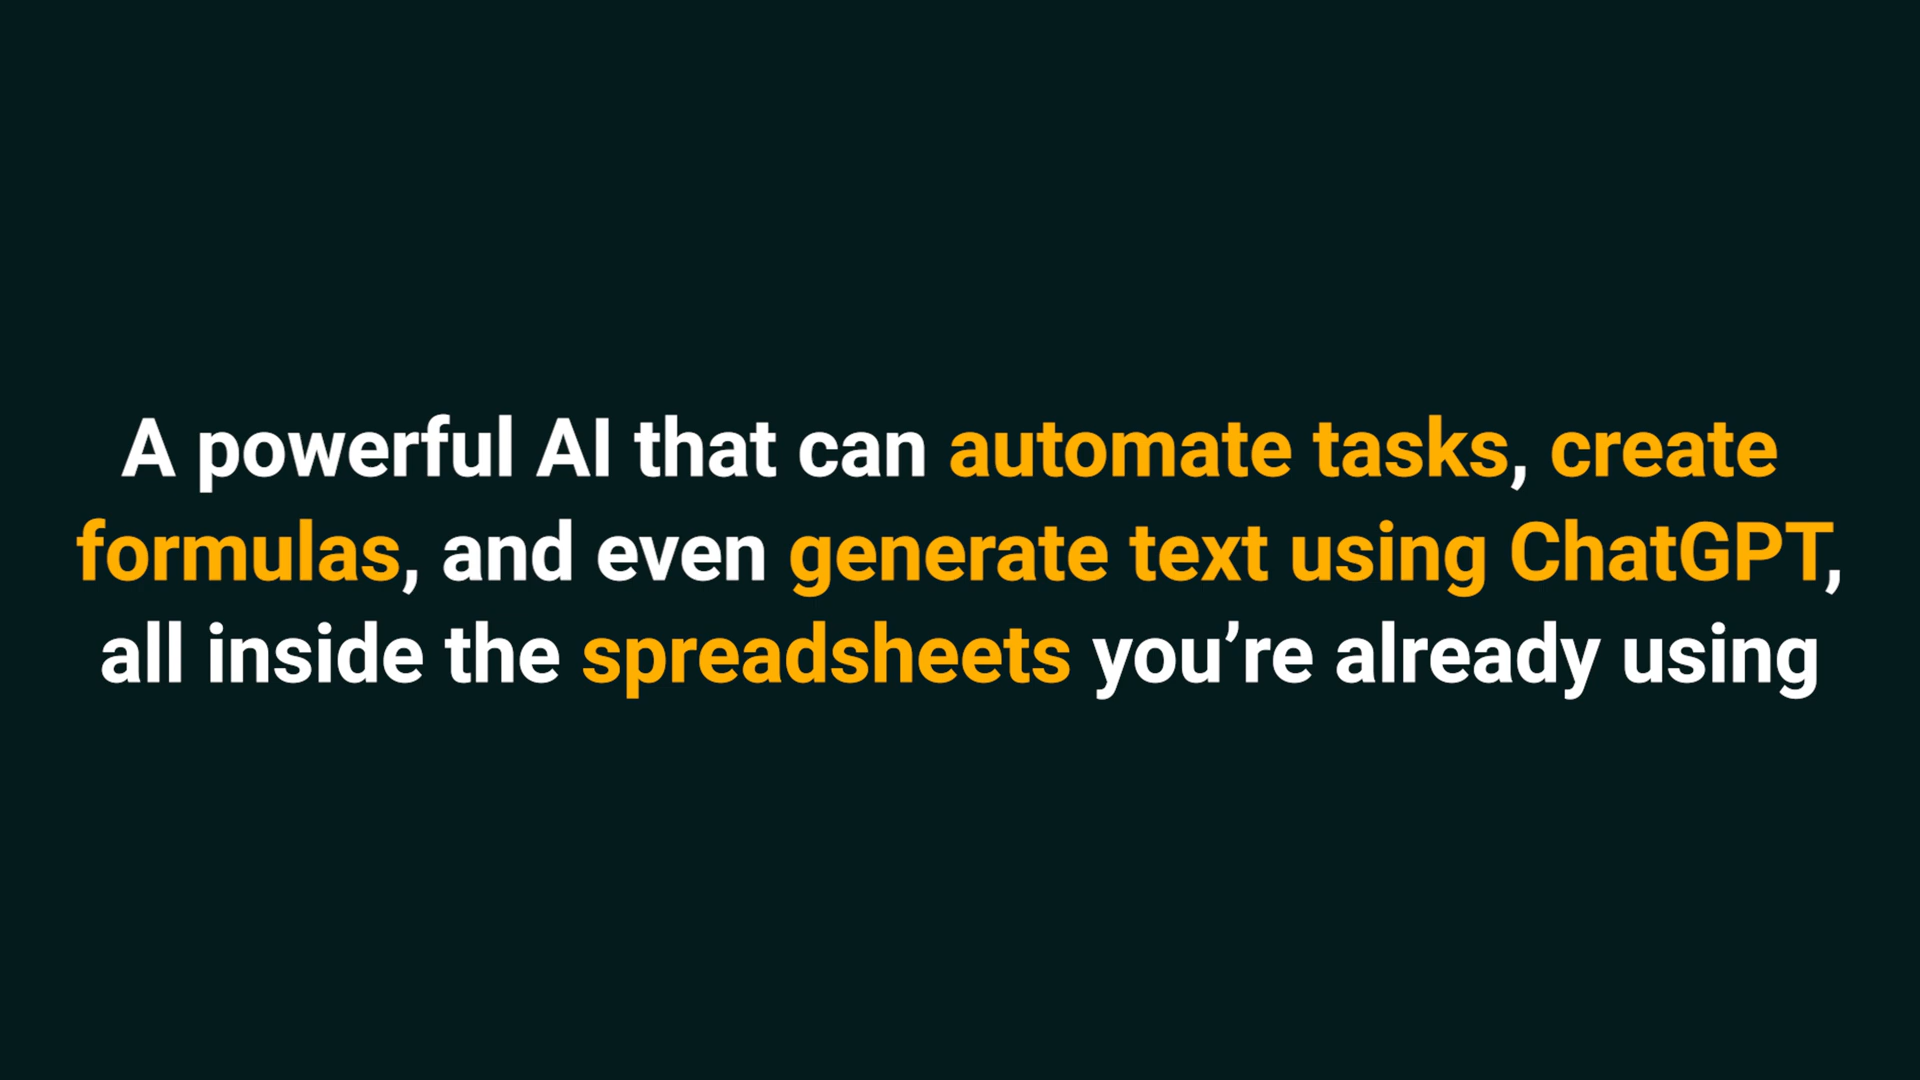 A powerful AI that can automate tasks, create
formulas, and even generate text using ChatGPT,
all inside the spreadsheets you’re already using